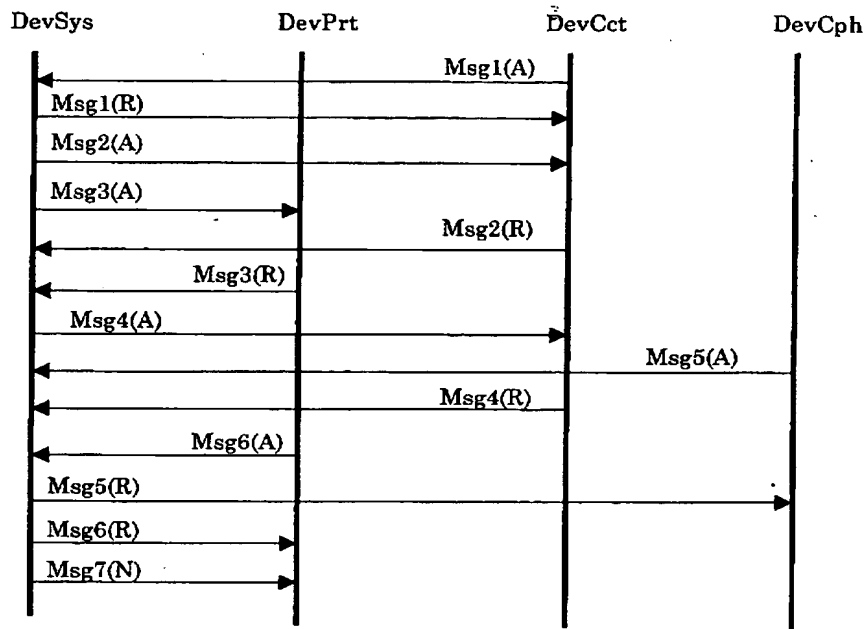 DevSys DevPrt DevCct DevCph
Msg1(A)
Msg1(R)
Msg2(A)
Msg3(A)
Msg2(R)
Msg3(R)
Msg4(A)
Msg5(A)
Msg4(R)
Msg6(A)
Msg5(R)
Msg6(R)
Msg7(N)